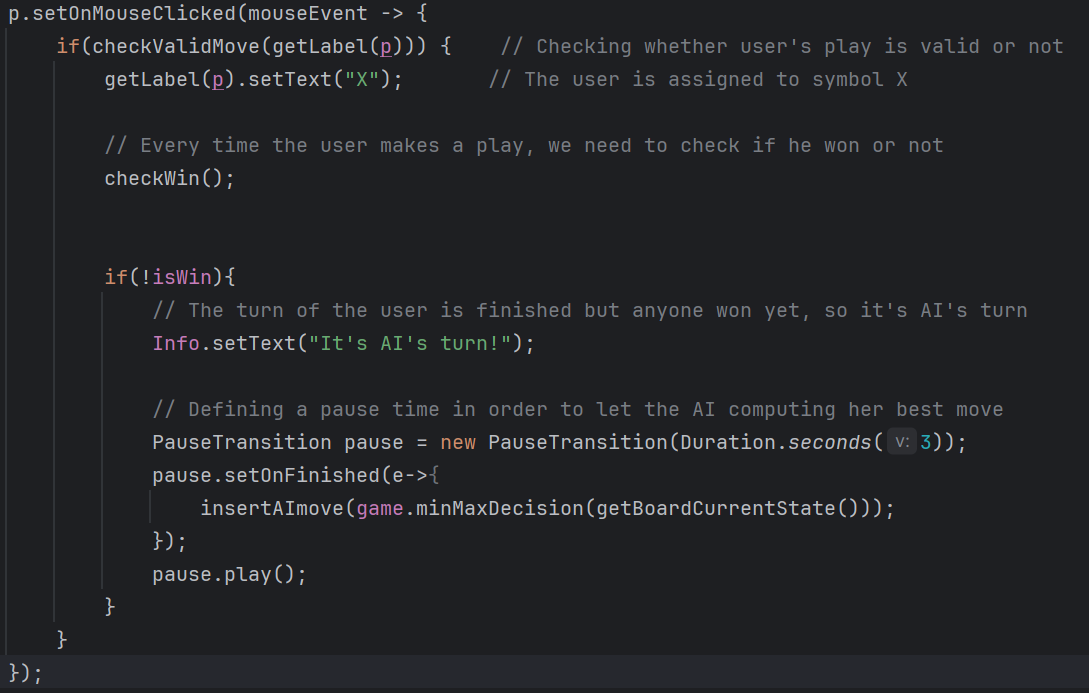 p.setOnMouseClicked(mouseEvent -> {
if(checkValidMove(getLabel(p))) {    // Checking whether user's play is valid or not
getLabel(p).setText("X");       // The user is assigned to symbol X
// Every time the user makes a play, we need to check if he won or not
checkWin();
if(!isWin){
// The turn of the user is finished but anyone won yet, so it's AI's turn
Info.setText("It's AI's turn!");
// Defining a pause time in order to let the AI computing her best move
PauseTransition pause = new PauseTransition(Duration.seconds( v: 3));
pause.setOnFinished(e->{
insertAImove(game.minMaxDecision(getBoardCurrentState()));
});
pause.play();
}
}
});